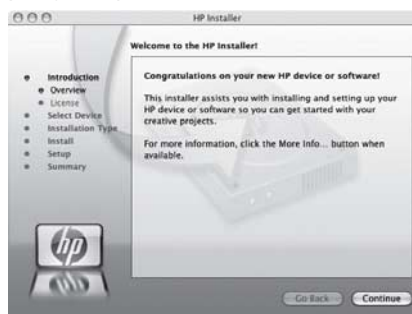 HP Installer
Welcome to the HP Installer!
Introduction
Overview
License
Select Device
Installation Type
Install
Setup
Summary
Congratulations on your new HP device or software!
This installer assists you with installing and setting up your
HP device or software so you can get started with your
creative projects.
For more information, click the More Info... button when
available.
hp
Go Back
Continue